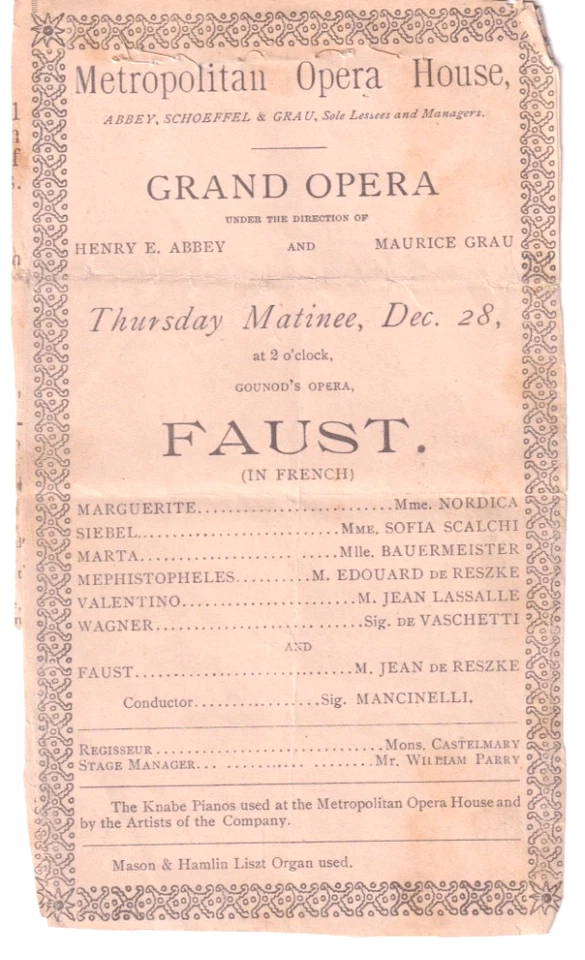 Metropolitan Opera House,
ABBEY, SCHOEFFEL & GRAU, Sole Lessees and Managers.
GRAND OPERA
UNDER THE DIRECTION OF
HENRY E. ABBEY AND MAURICE GRAU
Thursday Matinee, Dec. 28,
at 2 o'clock,
GOUNOD'S OPERA,
FAUST.
(IN FRENCH)
MARGUERITE........................Mme. NORDICA
SIEBEL.........................MME. SOFIA SCALCHI
MARTA.........................Mlle. BAUERMEISTER
MEPHISTOPHELES.........M. EDOUARD DE RESZKE
VALENTINO.....................M. JEAN LASSALLE
WAGNER.........................Sig. DE VASCHETTI
AND
FAUST..........................M. JEAN DE RESZKE
Conductor...............Sig. MANCINELLI.
REGISSEUR...........................Mons. CASTELMARY
STAGE MANAGER... ....................Mr. WILLIAM PARRY
The Knabe Pianos used at the Metropolitan Opera House and
by the Artists of the Company.
Mason & Hamlin Liszt Organ used.